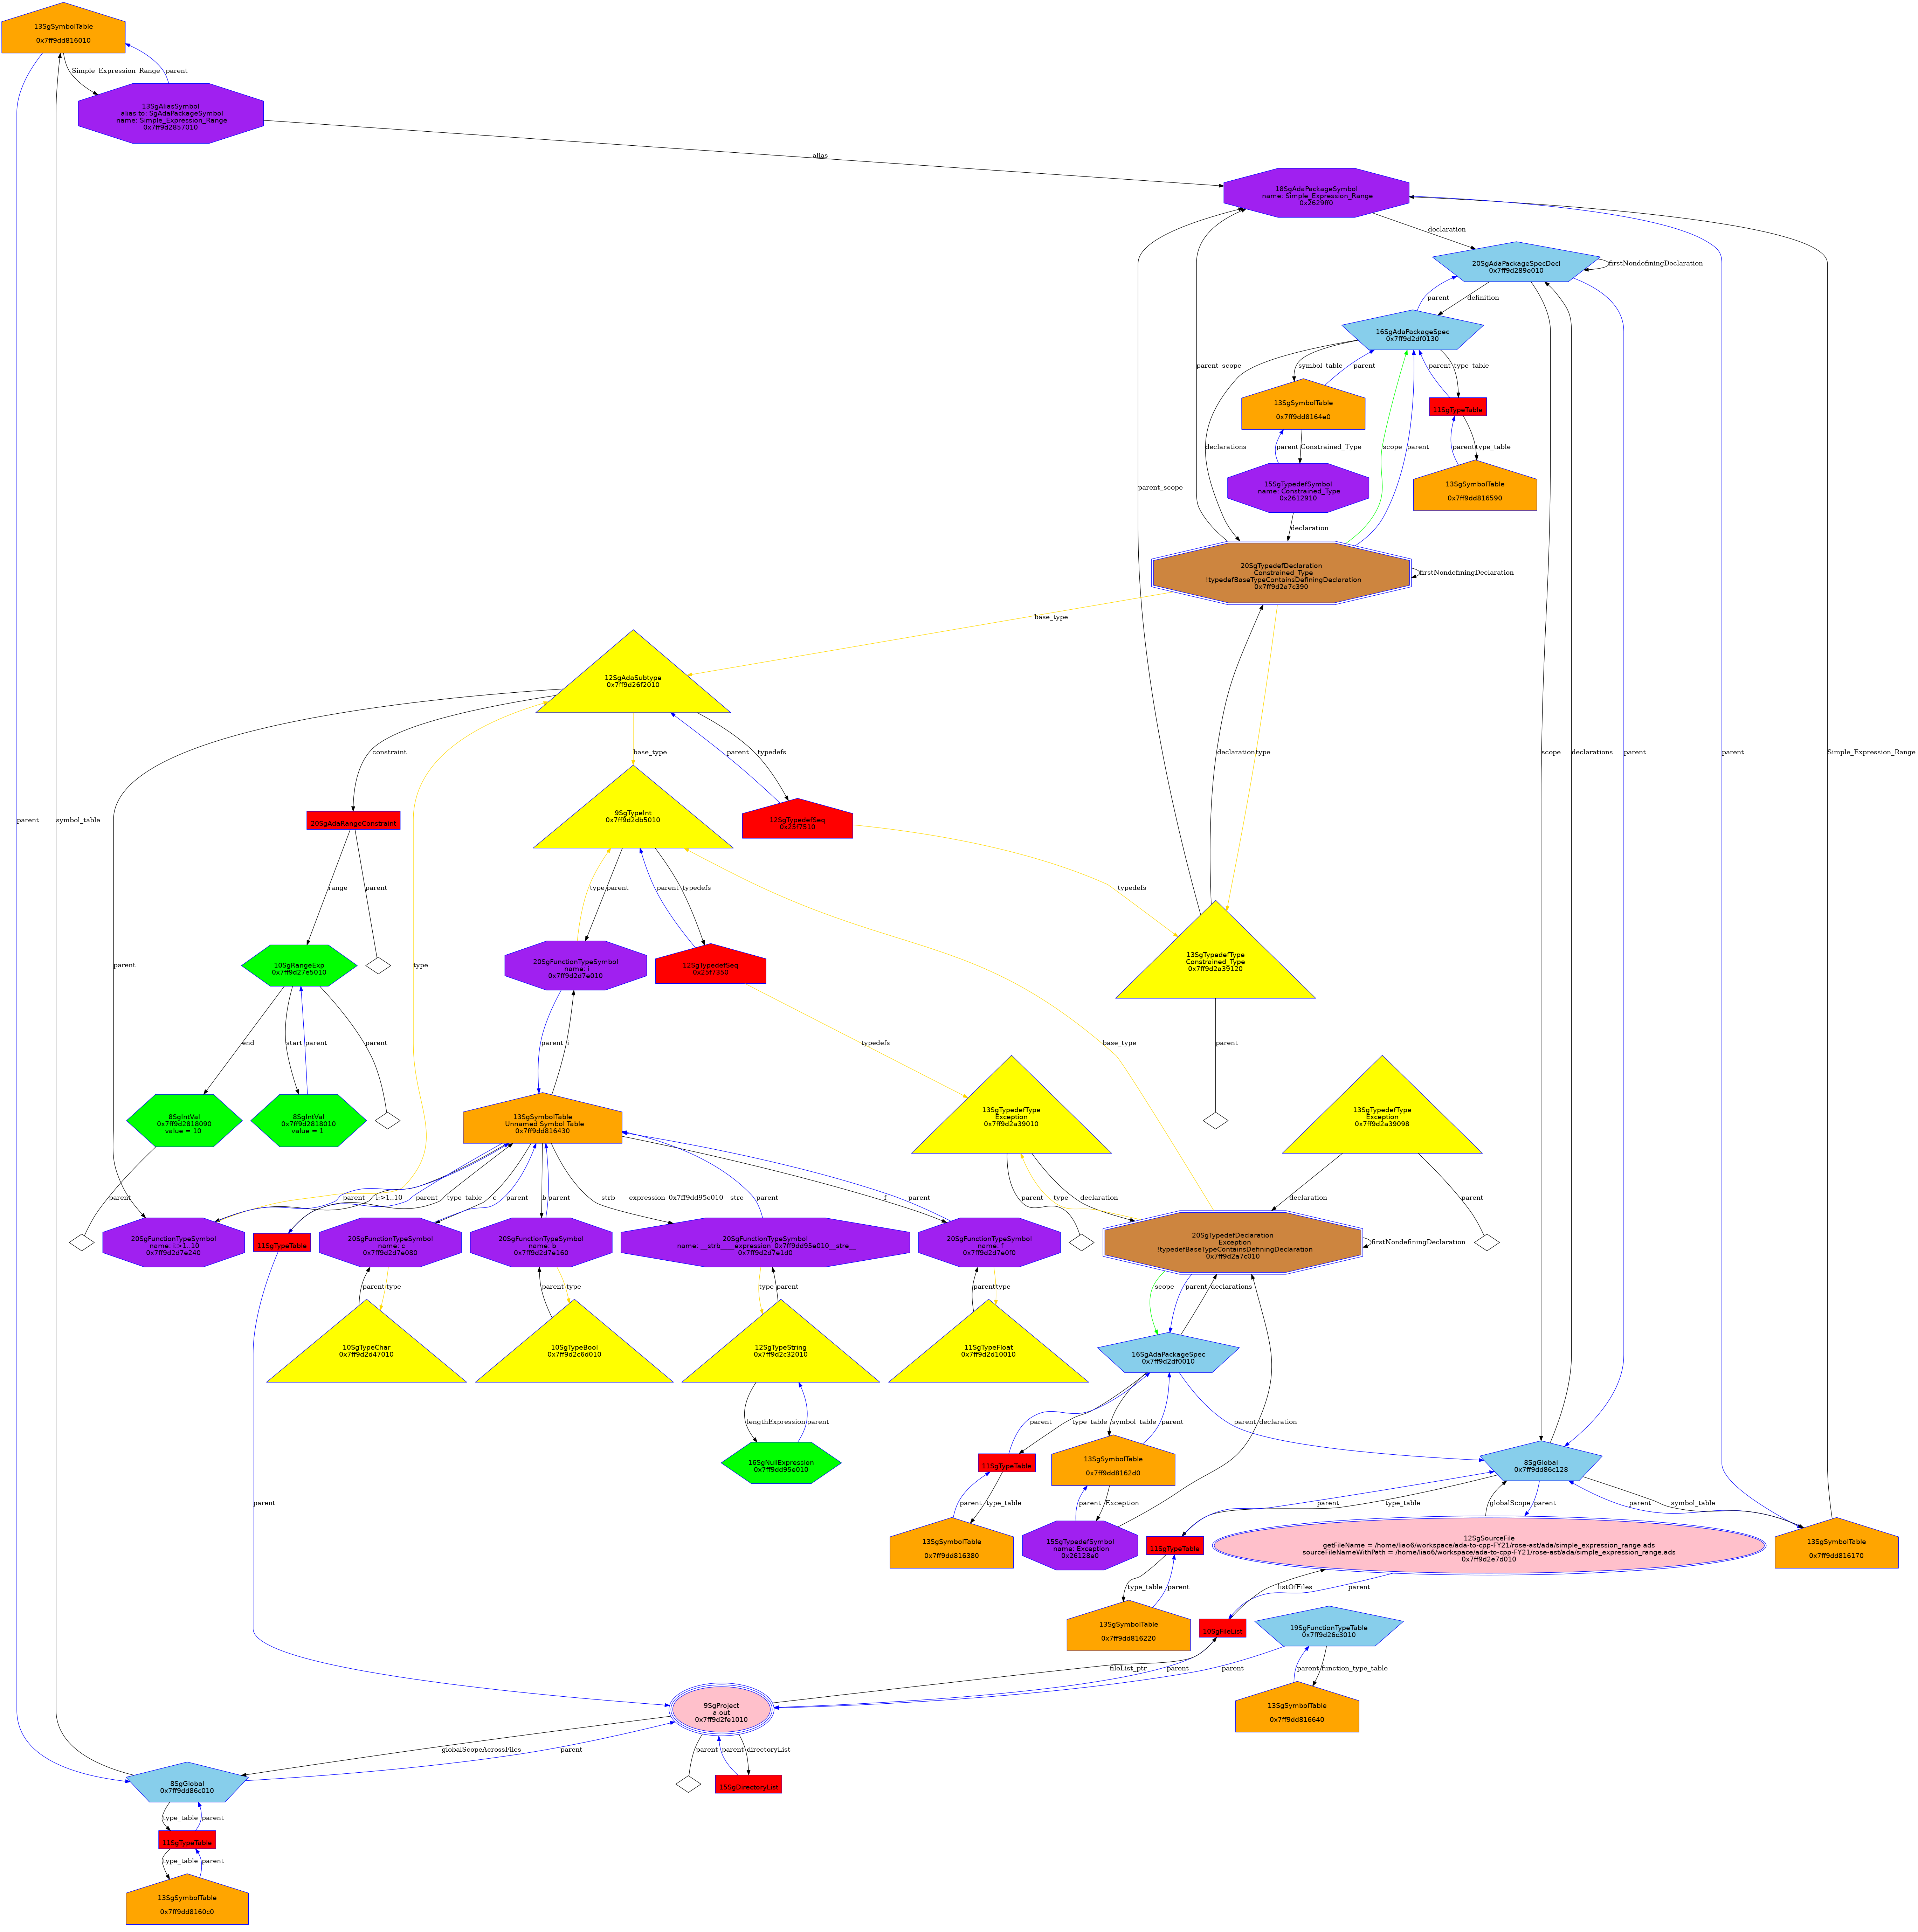 13SgSymbolTable
0x7ff9dd816010
Simple_Expression_Range
parent
13SgAliasSymbol
alias to: SgAdaPackageSymbol
name: Simple_Expression_Range
0x7ff9d2857010
alias
18SgAdaPackageSymbol
name: Simple_Expression_Range
0x2629ff0
declaration
20SgAdaPackageSpecDecl
0x7ff9d289e010
firstNondefiningDeclaration
parent
definition
16SgAdaPackageSpec
0x7ff9d2df0130
parent_scope
symbol_table
parent
parent
type_table
13SgSymbolTable
0x7ff9dd8164e0
11SgTypeTable
parent_scope
declarations
parent
Constrained_Type
scope
parent
parent
type_table
15SgTypedefSymbol
name: Constrained_Type
0x2612910
13SgSymbolTable
0x7ff9dd816590
declaration
20SgTypedefDeclaration
Constrained_Type
!typedefBaseTypeContainsDefiningDeclaration
0x7ff9d2a7c390
firstNondefiningDeclaration
base_type
12SgAdaSubtype
0x7ff9d26f2010
constraint
base_type
parent
typedefs
declaration
type
scope
declarations
parent
parent
Simple_Expression_Range
parent
symbol_table
20SgAdaRangeConstraint
9SgTypeInt
0x7ff9d2db5010
12SgTypedefSeq
0x25f7510
range
parent
type
parent
parent
typedefs
typedefs
parent
type
10SgRangeExp
0x7ff9d27e5010
20SgFunctionTypeSymbol
name: i
0x7ff9d2d7e010
12SgTypedefSeq
0x25f7350
13SgTypedefType
Constrained_Type
0x7ff9d2a39120
end
start
parent
parent
parent
i
typedefs
base_type
parent
8SgIntVal
0x7ff9d2818090
value = 10
8SgIntVal
0x7ff9d2818010
value = 1
13SgSymbolTable
Unnamed Symbol Table
0x7ff9dd816430
13SgTypedefType
Exception
0x7ff9d2a39010
13SgTypedefType
Exception
0x7ff9d2a39098
parent
parent
i:>1..10
parent
type_table
c
parent
b
parent
__strb____expression_0x7ff9dd95e010__stre__
parent
f
parent
parent
type
declaration
declaration
parent
20SgFunctionTypeSymbol
name: i:>1..10
0x7ff9d2d7e240
11SgTypeTable
20SgFunctionTypeSymbol
name: c
0x7ff9d2d7e080
20SgFunctionTypeSymbol
name: b
0x7ff9d2d7e160
20SgFunctionTypeSymbol
name: __strb____expression_0x7ff9dd95e010__stre__
0x7ff9d2d7e1d0
20SgFunctionTypeSymbol
name: f
0x7ff9d2d7e0f0
20SgTypedefDeclaration
Exception
!typedefBaseTypeContainsDefiningDeclaration
0x7ff9d2a7c010
firstNondefiningDeclaration
parent
type
parent
type
type
parent
parent
type
scope
parent
declarations
10SgTypeChar
0x7ff9d2d47010
10SgTypeBool
0x7ff9d2c6d010
12SgTypeString
0x7ff9d2c32010
11SgTypeFloat
0x7ff9d2d10010
16SgAdaPackageSpec
0x7ff9d2df0010
lengthExpression
parent
parent
type_table
symbol_table
parent
parent
declaration
16SgNullExpression
0x7ff9dd95e010
11SgTypeTable
13SgSymbolTable
0x7ff9dd8162d0
8SgGlobal
0x7ff9dd86c128
parent
type_table
parent
Exception
parent
type_table
globalScope
parent
parent
symbol_table
13SgSymbolTable
0x7ff9dd816380
15SgTypedefSymbol
name: Exception
0x26128e0
11SgTypeTable
12SgSourceFile
getFileName = /home/liao6/workspace/ada-to-cpp-FY21/rose-ast/ada/simple_expression_range.ads
sourceFileNameWithPath = /home/liao6/workspace/ada-to-cpp-FY21/rose-ast/ada/simple_expression_range.ads
0x7ff9d2e7d010
13SgSymbolTable
0x7ff9dd816170
parent
type_table
parent
listOfFiles
parent
13SgSymbolTable
0x7ff9dd816220
10SgFileList
19SgFunctionTypeTable
0x7ff9d26c3010
fileList_ptr
parent
parent
parent
function_type_table
9SgProject
a.out
0x7ff9d2fe1010
13SgSymbolTable
0x7ff9dd816640
globalScopeAcrossFiles
parent
parent
parent
directoryList
8SgGlobal
0x7ff9dd86c010
15SgDirectoryList
type_table
parent
11SgTypeTable
type_table
parent
13SgSymbolTable
0x7ff9dd8160c0